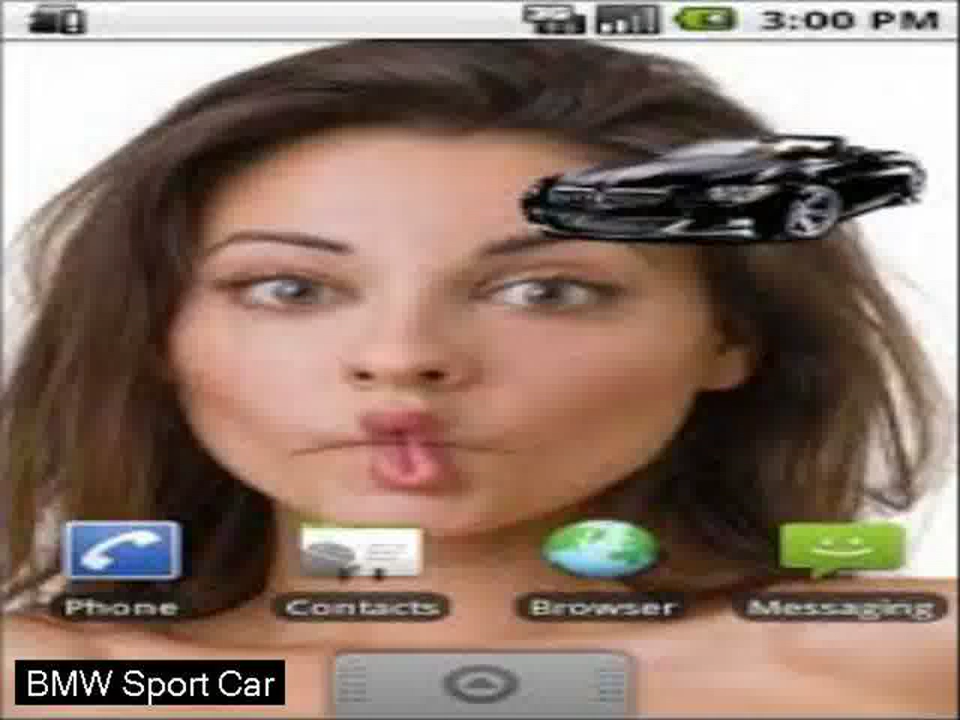 3:00 PM
Phone
Contacts
Browser
Messaging
BMW Sport Car